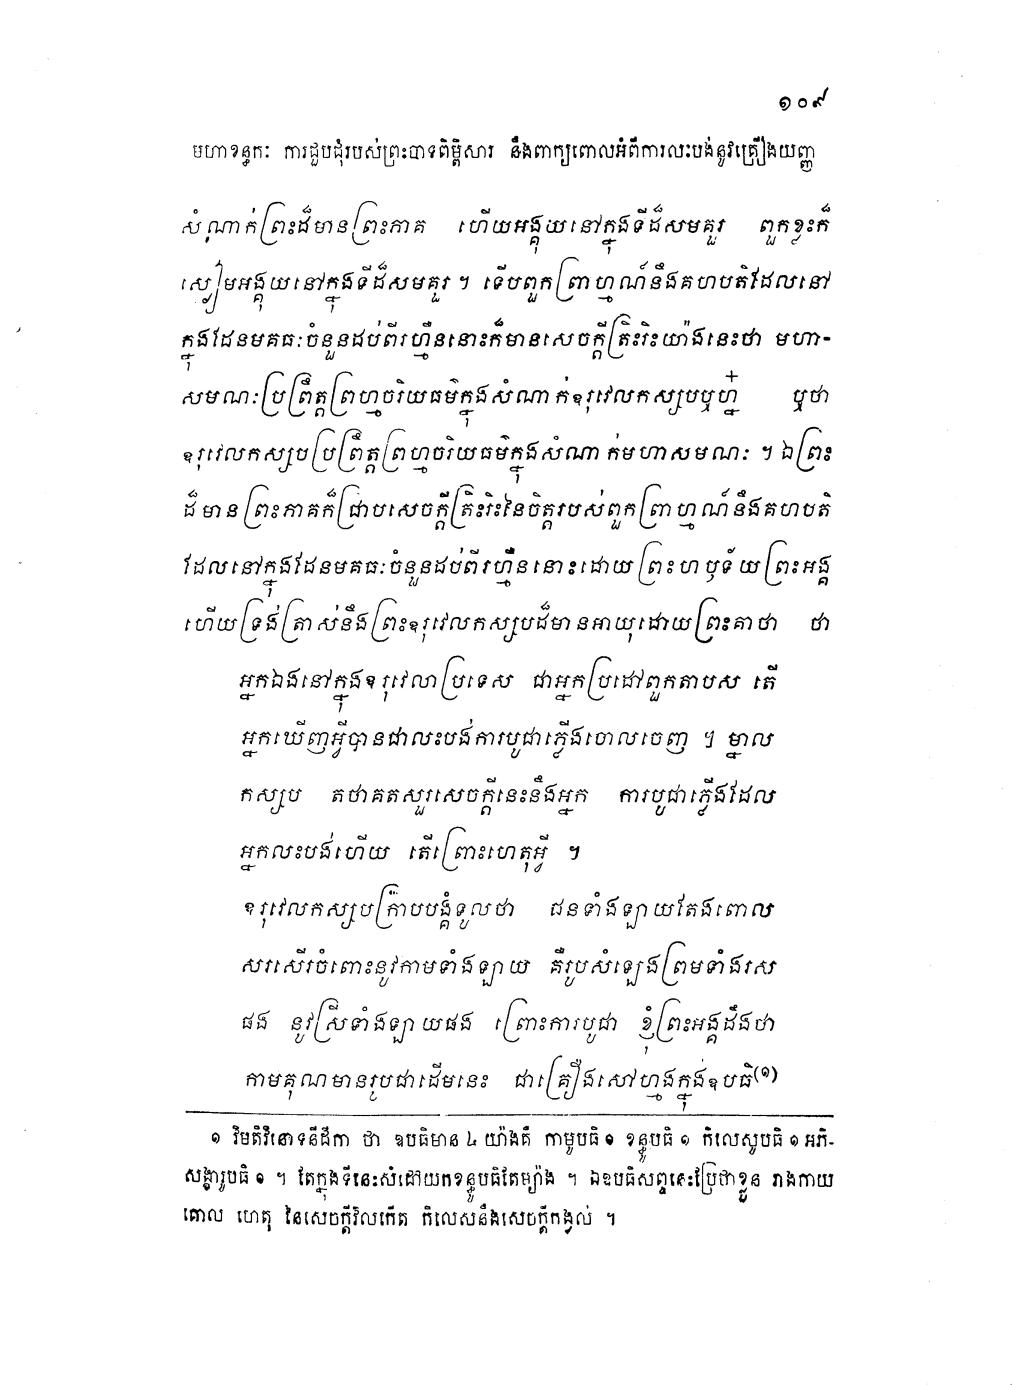 ១០៩
មហាខន្ធកៈ ការជួបជុំរបស់ព្រះបាទពិម្ពិសារ នឹងពាក្យពោលអំពីការលះបង់នូវគ្រឿងយញ្ញ
សំណាក់ព្រះដ៏មានព្រះភាគ ហើយអង្គុយនៅក្នុងទីដ៏សមគួរ ពួកខ្លះក៏
ស្ងៀមអង្គុយនៅក្នុងទីដ៏សមគួរ ។ ទើបពួកព្រាហ្មណ៍នឹងគហបតិដែលនៅ
ក្នុងដែនមគធៈចំនួនដប់ពីរហ្មឺននោះក៏មានសេចក្តីត្រិះរិះយ៉ាងនេះថា មហា-
សមណៈប្រព្រឹត្តព្រហ្មចរិយធម៌ក្នុងសំណាក់ឧរុវេលកស្សបឬហ្ន៎ ឬថា
ឧរុវេលកស្សបប្រព្រឹត្តព្រហ្មចរិយធម៌ក្នុងសំណាក់មហាសមណៈ ។ ឯព្រះ
ដ៏មានព្រះភាគក៏ជ្រាបសេចក្តីត្រិះរិះនៃចិត្តរបស់ពួកព្រាហ្មណ៍នឹងគហបតិ
ដែលនៅក្នុងដែនមគធៈចំនួនដប់ពីរហ្មឺននោះដោយព្រះហឫទ័យព្រះអង្គ
ហើយទ្រង់ត្រាស់នឹងព្រះឧរុវេលកស្សបដ៏មានអាយុដោយព្រះគាថា ថា
អ្នកឯងនៅក្នុងឧរុវេលាប្រទេស ជាអ្នកប្រដៅពួកតាបស តើ
អ្នកឃើញអ្វីបានជាលះបង់ការបូជាភ្លើងចោលចេញ ។ ម្នាល
កស្សប តថាគតសួរសេចក្តីនេះនឹងអ្នក ការបូជាភ្លើងដែល
អ្នកលះបង់ហើយ តើព្រោះហេតុអ្វី ។
ឧរុវេលកស្សបក្រាបបង្គំទូលថា ជនទាំងឡាយតែងពោល
សរសើរចំពោះនូវកាមទាំងឡាយ គឺរូបសំឡេងព្រមទាំងរស
ផង នូវស្រីទាំងឡាយផង ព្រោះការបូជា ខ្ញុំព្រះអង្គដឹងថា
កាមគុណមានរូបជាដើមនេះ ជាគ្រឿងសៅហ្មងក្នុងឧបធិ(១)
១ វិមតិវិនោទនីដីកា ថា ឧបធិមាន ៤ យ៉ាងគឺ កាមូបធិ ១ ខន្ធូបធិ ១ កិលេសូបធិ ១ អភិ-
សង្ខារូបធិ ១ ។ តែក្នុងទីនេះសំដៅយកខន្ធូបធិតែម្យ៉ាង ។ ឯឧបធិសព្ទនេះប្រែថាខ្លួន រាងកាយ
គោល ហេតុ នៃសេចក្តីវិលកើត កិលេសនឹងសេចក្តីកង្វល់ ។